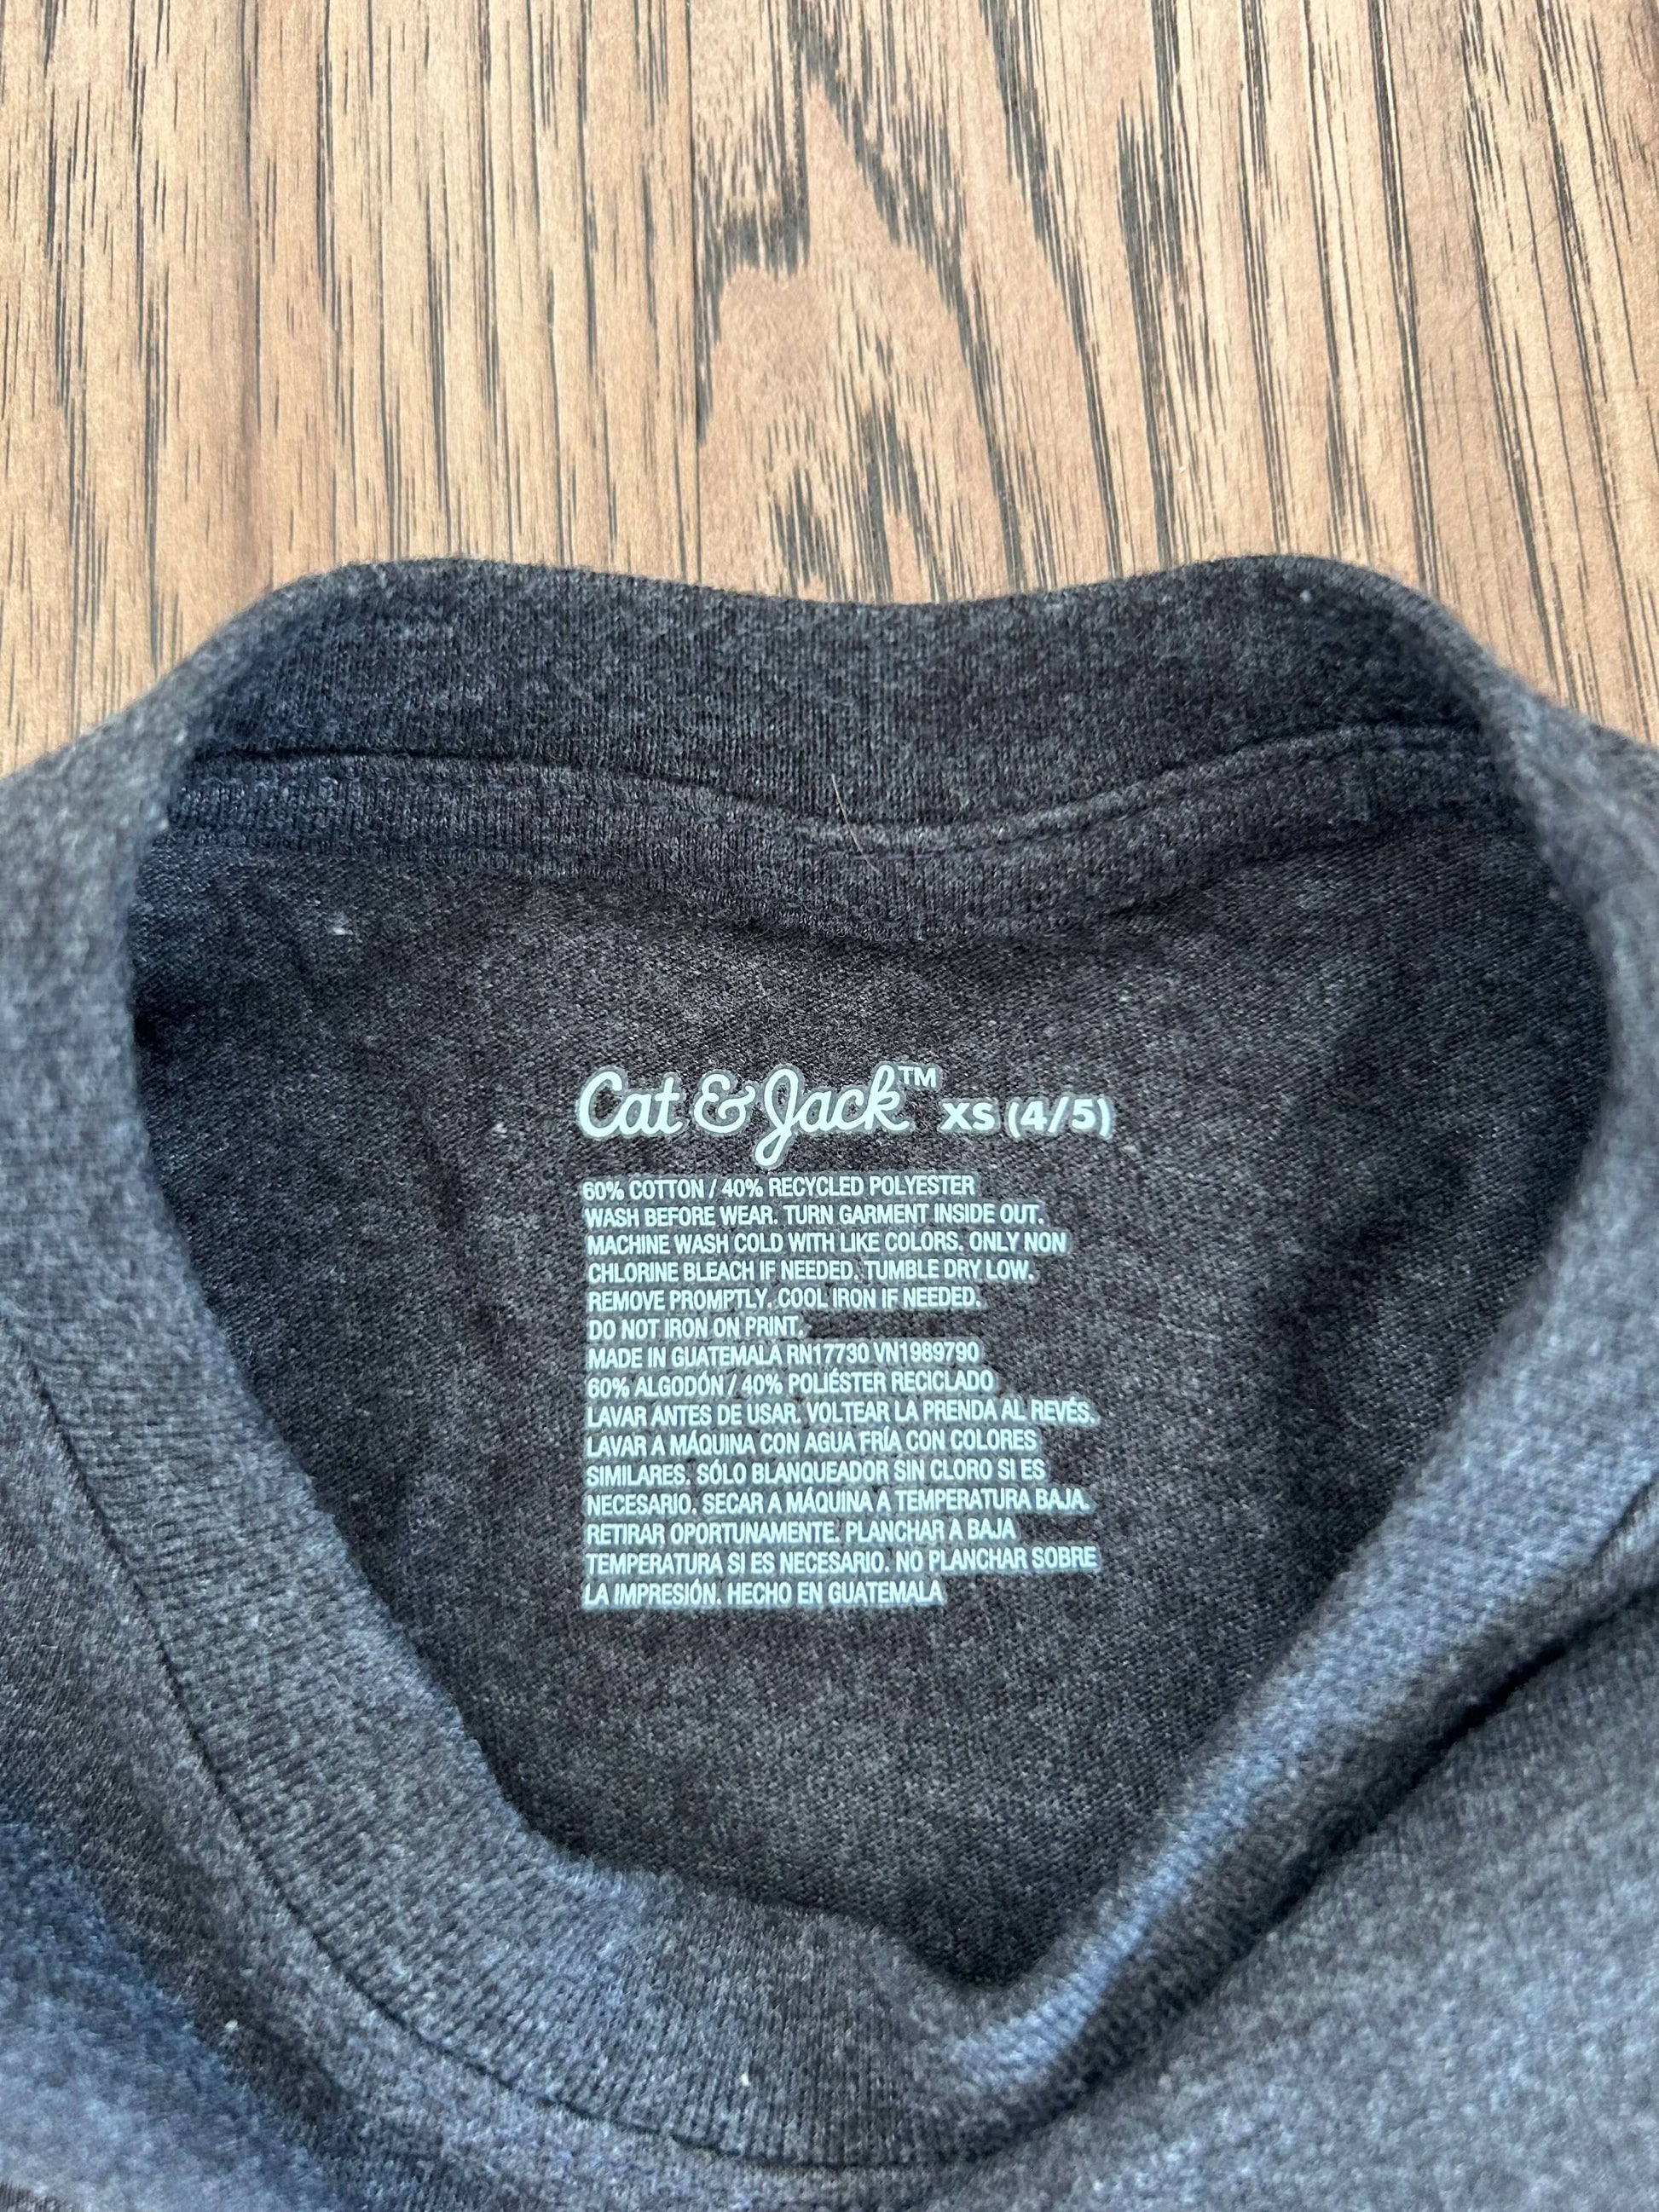 Cat & Jack™ XS (4/5)
60% COTTON / 40% RECYCLED POLYESTER
WASH BEFORE WEAR. TURN GARMENT INSIDE OUT.
MACHINE WASH COLD WITH LIKE COLORS. ONLY NON
CHLORINE BLEACH IF NEEDED. TUMBLE DRY LOW.
REMOVE PROMPTLY. COOL IRON IF NEEDED.
DO NOT IRON ON PRINT.
MADE IN GUATEMALA RN17730 VN1989790
60% ALGODÓN / 40% POLIÉSTER RECICLADO
LAVAR ANTES DE USAR. VOLTEAR LA PRENDA AL REVÉS.
LAVAR A MÁQUINA CON AGUA FRÍA CON COLORES
SIMILARES. SÓLO BLANQUEADOR SIN CLORO SI ES
NECESARIO. SECAR A MÁQUINA A TEMPERATURA BAJA.
RETIRAR OPORTUNAMENTE. PLANCHAR A BAJA
TEMPERATURA SI ES NECESARIO. NO PLANCHAR SOBRE
LA IMPRESIÓN. HECHO EN GUATEMALA